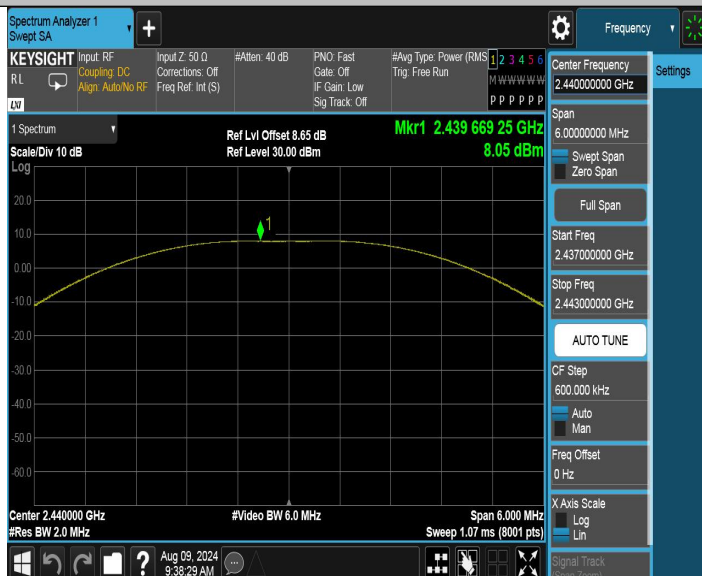 Spectrum Analyzer 1
Swept SA
+
Frequency
KEYSIGHT
RL
LXI
Input: RF
Coupling: DC
Align: Auto/No RF
Input Z: 50 Ω
Corrections: Off
Freq Ref: Int (S)
#Atten: 40 dB
PNO: Fast
Gate: Off
IF Gain: Low
Sig Track: Off
#Avg Type: Power (RMS
Trig: Free Run
1 2 3 4 5 6
M W W W W W
P P P P P P
Center Frequency
2.440000000 GHz
Settings
Span
6.00000000 MHz
Swept Span
Zero Span
Full Span
Start Freq
2.437000000 GHz
Stop Freq
2.443000000 GHz
AUTO TUNE
CF Step
600.000 kHz
Auto
Man
Freq Offset
0 Hz
X Axis Scale
Log
Lin
Signal Track
(Span Zoom)
1 Spectrum
Scale/Div 10 dB
Log
Ref Lvl Offset 8.65 dB
Ref Level 30.00 dBm
Mkr1 2.439 669 25 GHz
8.05 dBm
1
20.0
10.0
0.00
-10.0
-20.0
-30.0
-40.0
-50.0
-60.0
Center 2.440000 GHz
#Res BW 2.0 MHz
#Video BW 6.0 MHz
Span 6.000 MHz
Sweep 1.07 ms (8001 pts)
?
Aug 09, 2024
9:38:29 AM